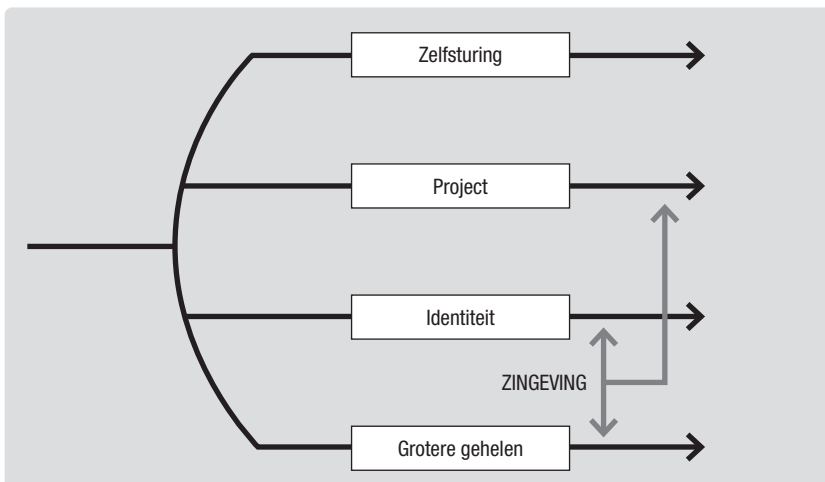 Zelfsturing
Project
Identiteit
ZINGEVING
Grotere gehelen